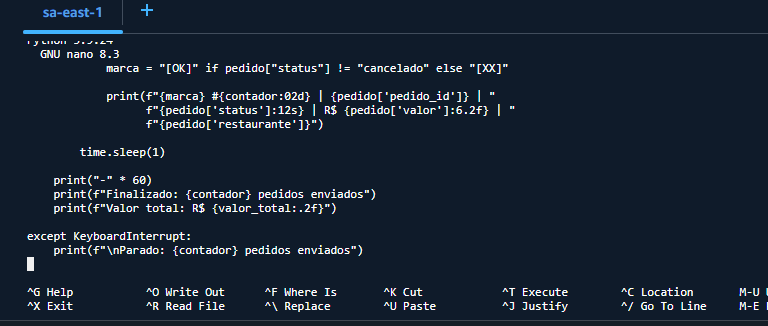 sa-east-1
+
GNU nano 8.3
            marca = "[OK]" if pedido["status"] != "cancelado" else "[XX]"
            print(f"{marca} #{contador:02d} | {pedido['pedido_id']} | "
                  f"{pedido['status']:12s} | R$ {pedido['valor']:6.2f} | "
                  f"{pedido['restaurante']}")
        time.sleep(1)
    print("-" * 60)
    print(f"Finalizado: {contador} pedidos enviados")
    print(f"Valor total: R$ {valor_total:.2f}")
except KeyboardInterrupt:
    print(f"\nParado: {contador} pedidos enviados")
^G Help ^O Write Out ^F Where Is ^K Cut ^T Execute ^C Location M-U
^X Exit ^R Read File ^\ Replace ^U Paste ^J Justify ^/ Go To Line M-E